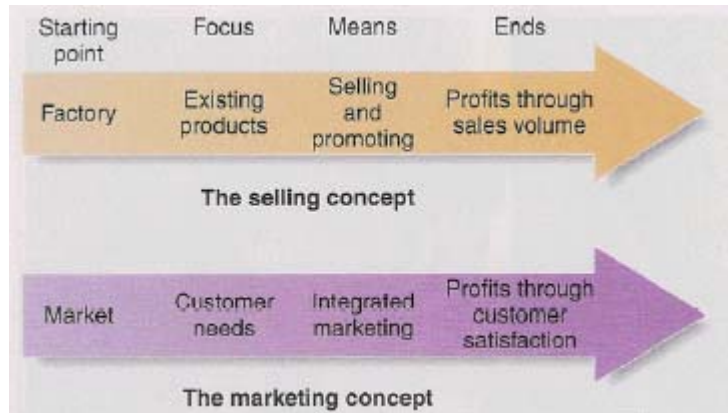 Starting Focus Means Ends
point
Factory
Existing
products
Selling
and
promoting
Profits through
sales volume
The selling concept
Market
Customer
needs
Integrated
marketing
Profits through
customer
satisfaction
The marketing concept